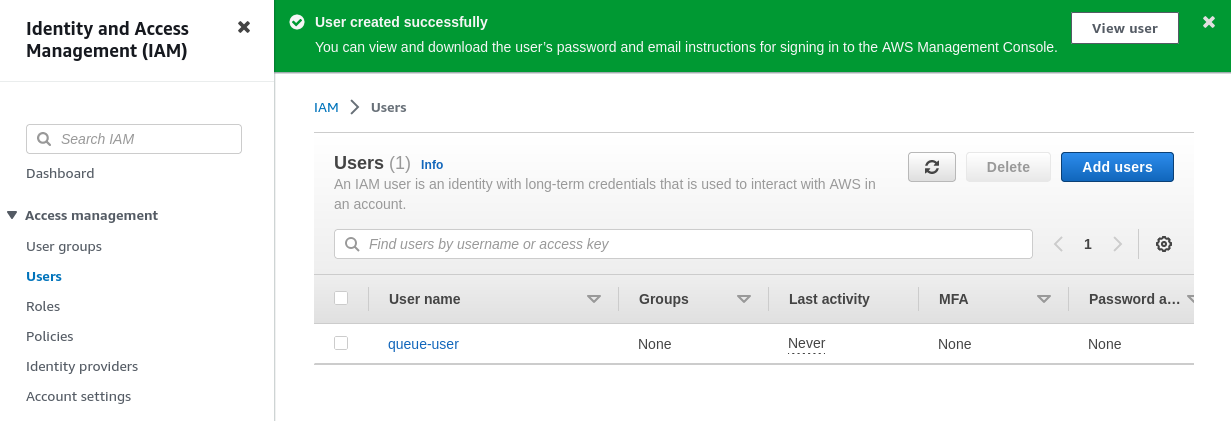 Identity and Access
Management (IAM)
Search IAM
Dashboard
Access management
User groups
Users
Roles
Policies
Identity providers
Account settings
User created successfully
You can view and download the user’s password and email instructions for signing in to the AWS Management Console.
View user
IAM Users
Users (1) Info
An IAM user is an identity with long-term credentials that is used to interact with AWS in
an account.
Delete
Add users
Find users by username or access key
1
User name Groups Last activity MFA Password a...
queue-user None Never None None